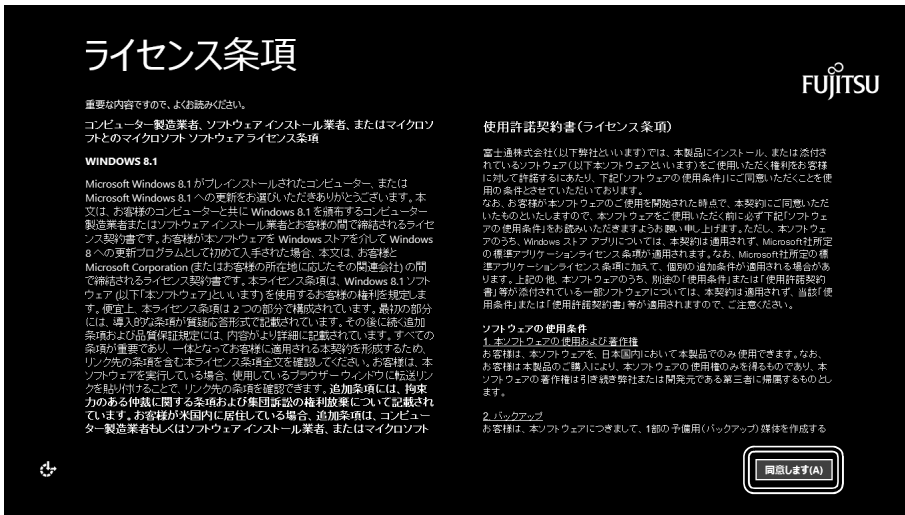 ライセンス条項
FUJITSU
重要な内容ですので、よくお読みください。
コンピューター製造業者、ソフトウェア インストール業者、またはマイクロソ
フトとのマイクロソフト ソフトウェア ライセンス条項
WINDOWS 8.1
Microsoft Windows 8.1 がプレインストールされたコンピューター、または
Microsoft Windows 8.1 への更新をお選びいただきありがとうございます。本
文は、お客様のコンピューターと共に Windows 8.1 を頒布するコンピューター
製造業者またはソフトウェア インストール業者とお客様の間で締結されるライセ
ンス契約書です。お客様が本ソフトウェアを Windows ストアを介して Windows
8 への更新プログラムとして初めて入手された場合、本文は、お客様と
Microsoft Corporation (またはお客様の所在地に応じたその関連会社) の間
で締結されるライセンス契約書です。本ライセンス条項は、Windows 8.1 ソフト
ウェア (以下「本ソフトウェア」といいます) を使用するお客様の権利を規定しま
す。便宜上、本ライセンス条項は 2 つの部分で構成されています。最初の部分
には、導入的な条項が質疑応答形式で記載されています。その後に続く追加
条項および品質保証規定には、内容がより詳細に記載されています。すべての
条項が重要であり、一体となってお客様に適用される本契約を形成するため、
リンク先の条項を含む本ライセンス条項全文を確認してください。お客様は、本
ソフトウェアを実行している場合、使用しているブラウザー ウィンドウに転送リン
クを貼り付けることで、リンク先の条項を確認できます。追加条項には、拘束
力のある仲裁に関する条項および集団訴訟の権利放棄について記載され
ています。お客様が米国内に居住している場合、追加条項は、コンピュー
ター製造業者もしくはソフトウェア インストール業者、またはマイクロソフト
使用許諾契約書(ライセンス条項)
富士通株式会社(以下弊社といいます)では、本製品にインストール、または添付さ
れているソフトウェア(以下本ソフトウェアといいます)をご使用いただく権利をお客様
に対して許諾するにあたり、下記「ソフトウェアの使用条件」にご同意いただくことを使
用の条件とさせていただいております。
なお、お客様が本ソフトウェアのご使用を開始された時点で、本契約にご同意いただ
いたものといたしますので、本ソフトウェアをご使用いただく前に必ず下記「ソフトウェ
アの使用条件」をお読みいただきますようお願い申し上げます。ただし、本ソフトウェ
アのうち、Windows ストア アプリについては、本契約は適用されず、Microsoft社所定
の標準アプリケーションライセンス条項が適用されます。なお、Microsoft社所定の標
準アプリケーションライセンス条項に加えて、個別の追加条件が適用される場合があ
ります。上記の他、本ソフトウェアのうち、別途の「使用条件」または「使用許諾契約
書」等が添付されている一部ソフトウェアについては、本契約は適用されず、当該「使
用条件」または「使用許諾契約書」等が適用されますので、ご注意ください。
ソフトウェアの使用条件
1. 本ソフトウェアの使用および著作権
お客様は、本ソフトウェアを、日本国内において本製品でのみ使用できます。なお、
お客様は本製品のご購入により、本ソフトウェアの使用権のみを得るものであり、本
ソフトウェアの著作権は引き続き弊社または開発元である第三者に帰属するものとし
ます。
2. バックアップ
お客様は、本ソフトウェアにつきまして、1部の予備用(バックアップ)媒体を作成する
同意します(A)